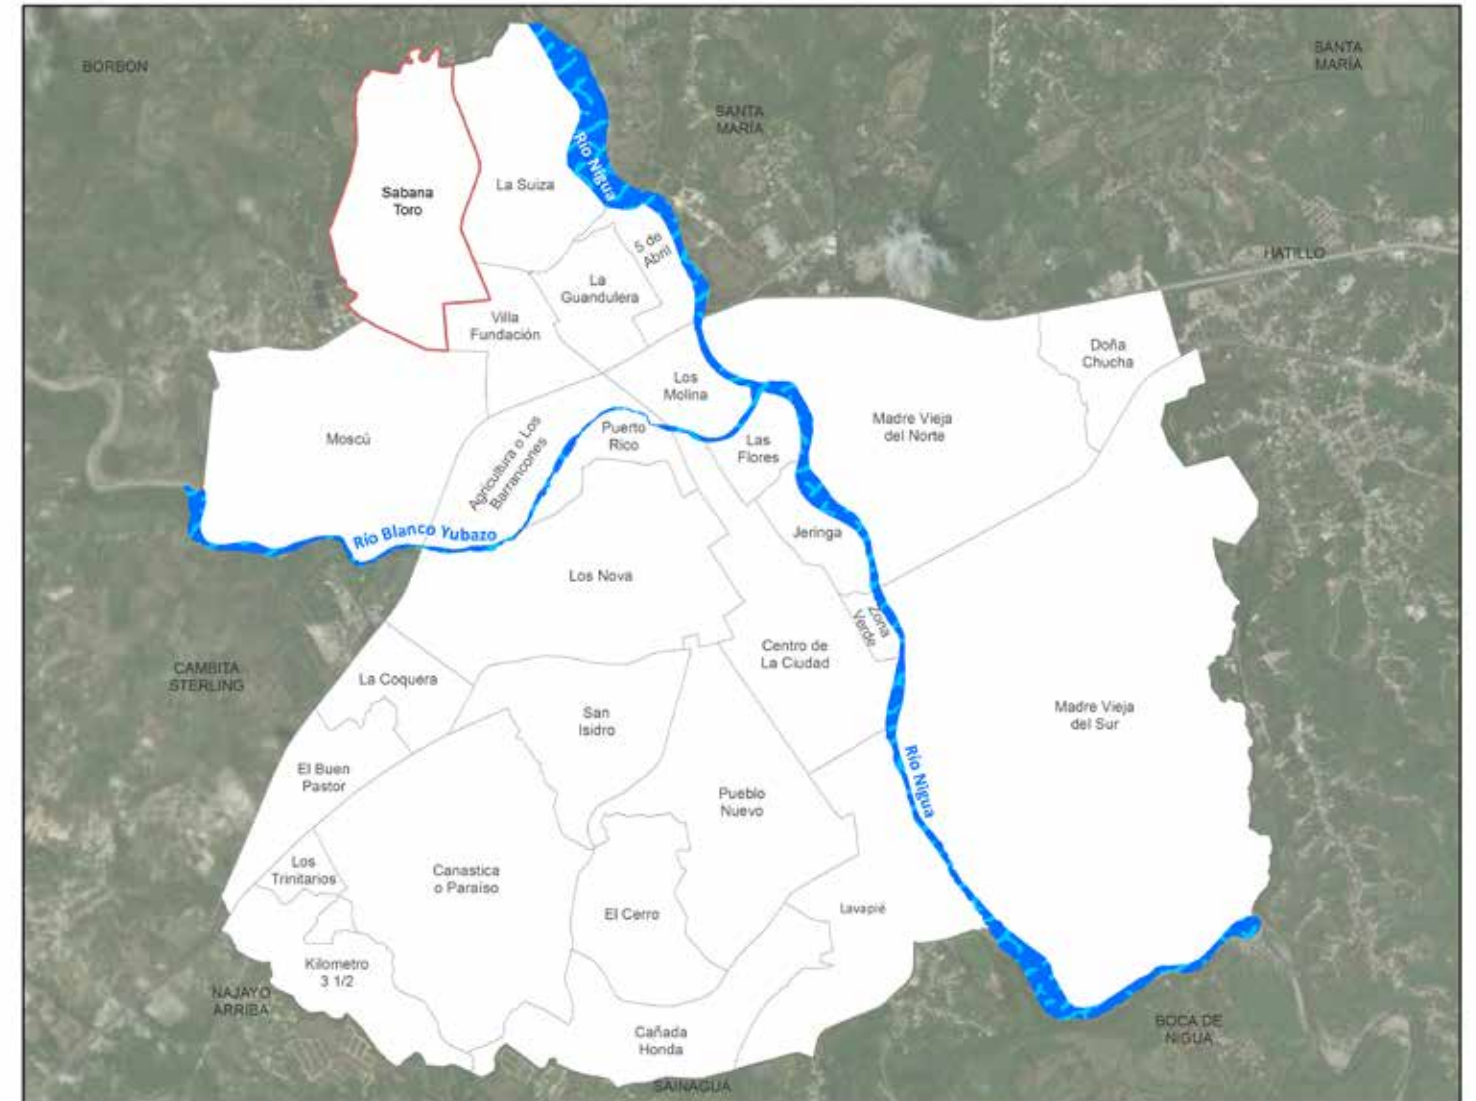 BORBON
SANTA
MARÍA
SANTA
MARÍA
Río Nigua
Sabana
Toro
La Suiza
5 de
Abril
HATILLO
La
Guandulera
Villa
Fundación
Doña
Chucha
Los
Molina
Madre Vieja
del Norte
Moscú
Agricultura o Los
Barrancones
Puerto
Rico
Las
Flores
Río Blanco Yubazo
Jeringa
Los Nova
Zona
Verde
Centro de
La Ciudad
CAMBITA
STERLING
La Coquera
San
Isidro
Madre Vieja
del Sur
El Buen
Pastor
Río Nigua
Pueblo
Nuevo
Los
Trinitarios
Canastica
o Paraíso
El Cerro
Lavapié
Kilometro
3 1/2
NAJAYO
ARRIBA
Cañada
Honda
BOCA DE
NIGUA
SAINAGUÁ